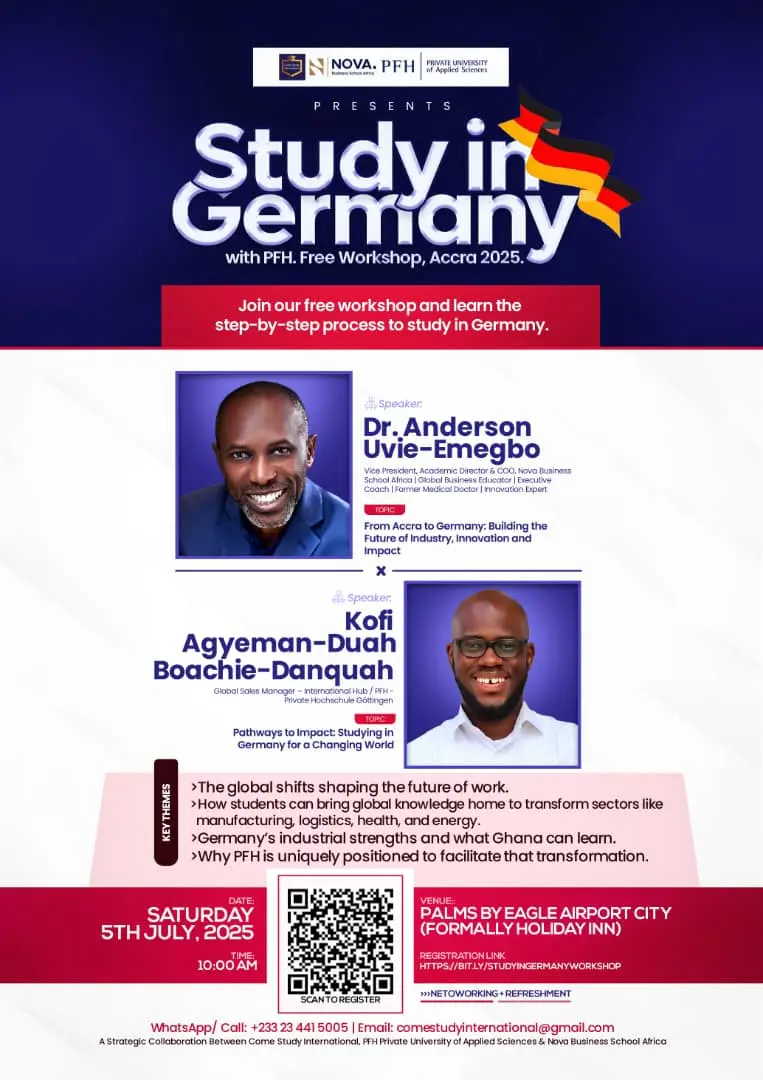 NOVA.
Business School Africa
PFH
PRIVATE UNIVERSITY
of Applied Sciences
PRESENTS
Study in
Germany
with PFH. Free Workshop, Accra 2025.
Join our free workshop and learn the
step-by-step process to study in Germany.
Speaker:
Dr. Anderson
Uvie-Emegbo
Vice President, Academic Director & COO, Nova Business
School Africa | Global Business Educator | Executive
Coach | Farmer Medical Doctor | Innovation Expert
TOPIC
From Accra to Germany: Building the
Future of Industry, Innovation and
Impact
x
Speaker:
Kofi
Agyeman-Duah
Boachie-Danquah
Global Sales Manager – International Hub / PFH -
Private Hochschule Göttingen
TOPIC
Pathways to Impact: Studying in
Germany for a Changing World
KEY THEMES
>The global shifts shaping the future of work.
>How students can bring global knowledge home to transform sectors like
manufacturing, logistics, health, and energy.
>Germany's industrial strengths and what Ghana can learn.
>Why PFH is uniquely positioned to facilitate that transformation.
DATE:
SATURDAY
5TH JULY, 2025
TIME:
10:00 AM
SCAN TO REGISTER
VENUE::
PALMS BY EAGLE AIRPORT CITY
(FORMALLY HOLIDAY INN)
REGISTRATION LINK
HTTPS://BIT.LY/STUDYINGERMANYWORKSHOP
>>>NETOWORKING + REFRESHMENT
WhatsApp/ Call: +233 23 441 5005 | Email: comestudyinternational@gmail.com
A Strategic Collaboration Between Come Study International, PFH Private University of Applied Sciences & Nova Business School Africa